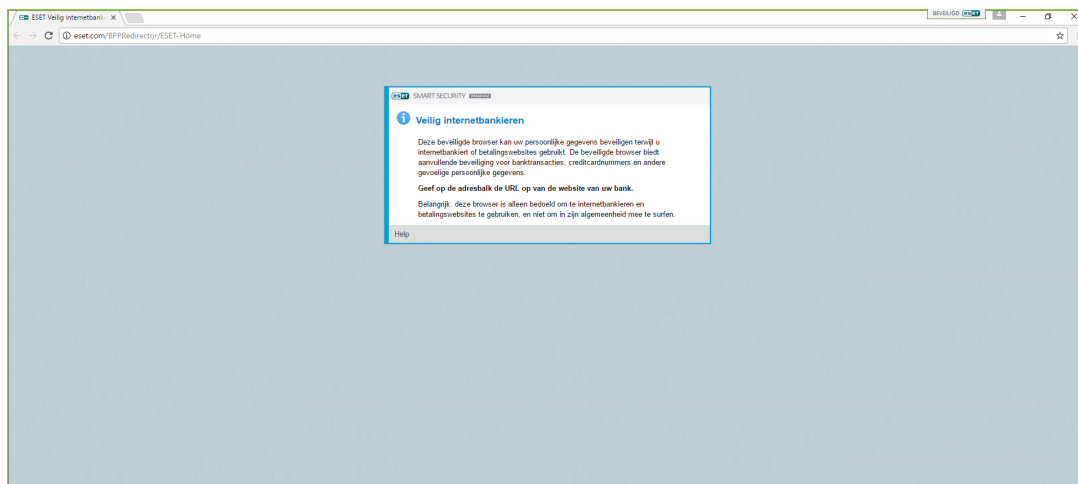 ESET Veilig internetbanki
BEVEILIGD eset
eset.com/BPPRedirector/ESET-Home
eset SMART SECURITY
Veilig internetbankieren
Deze beveiligde browser kan uw persoonlijke gegevens beveiligen terwijl u
internetbankiert of betalingswebsites gebruikt. De beveiligde browser biedt
aanvullende beveiliging voor banktransacties, creditcardnummers en andere
gevoelige persoonlijke gegevens.
Geef op de adresbalk de URL op van de website van uw bank.
Belangrijk: deze browser is alleen bedoeld om te internetbankieren en
betalingswebsites te gebruiken, en niet om in zijn algemeenheid mee te surfen.
Help